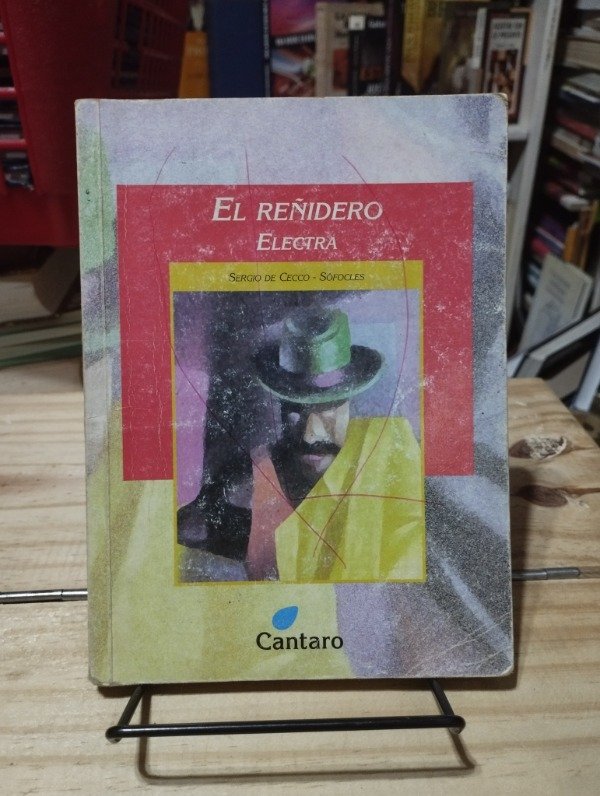 EL REÑIDERO
ELECTRA
SERGIO DE CECCO - SÓFOCLES
Cantaro